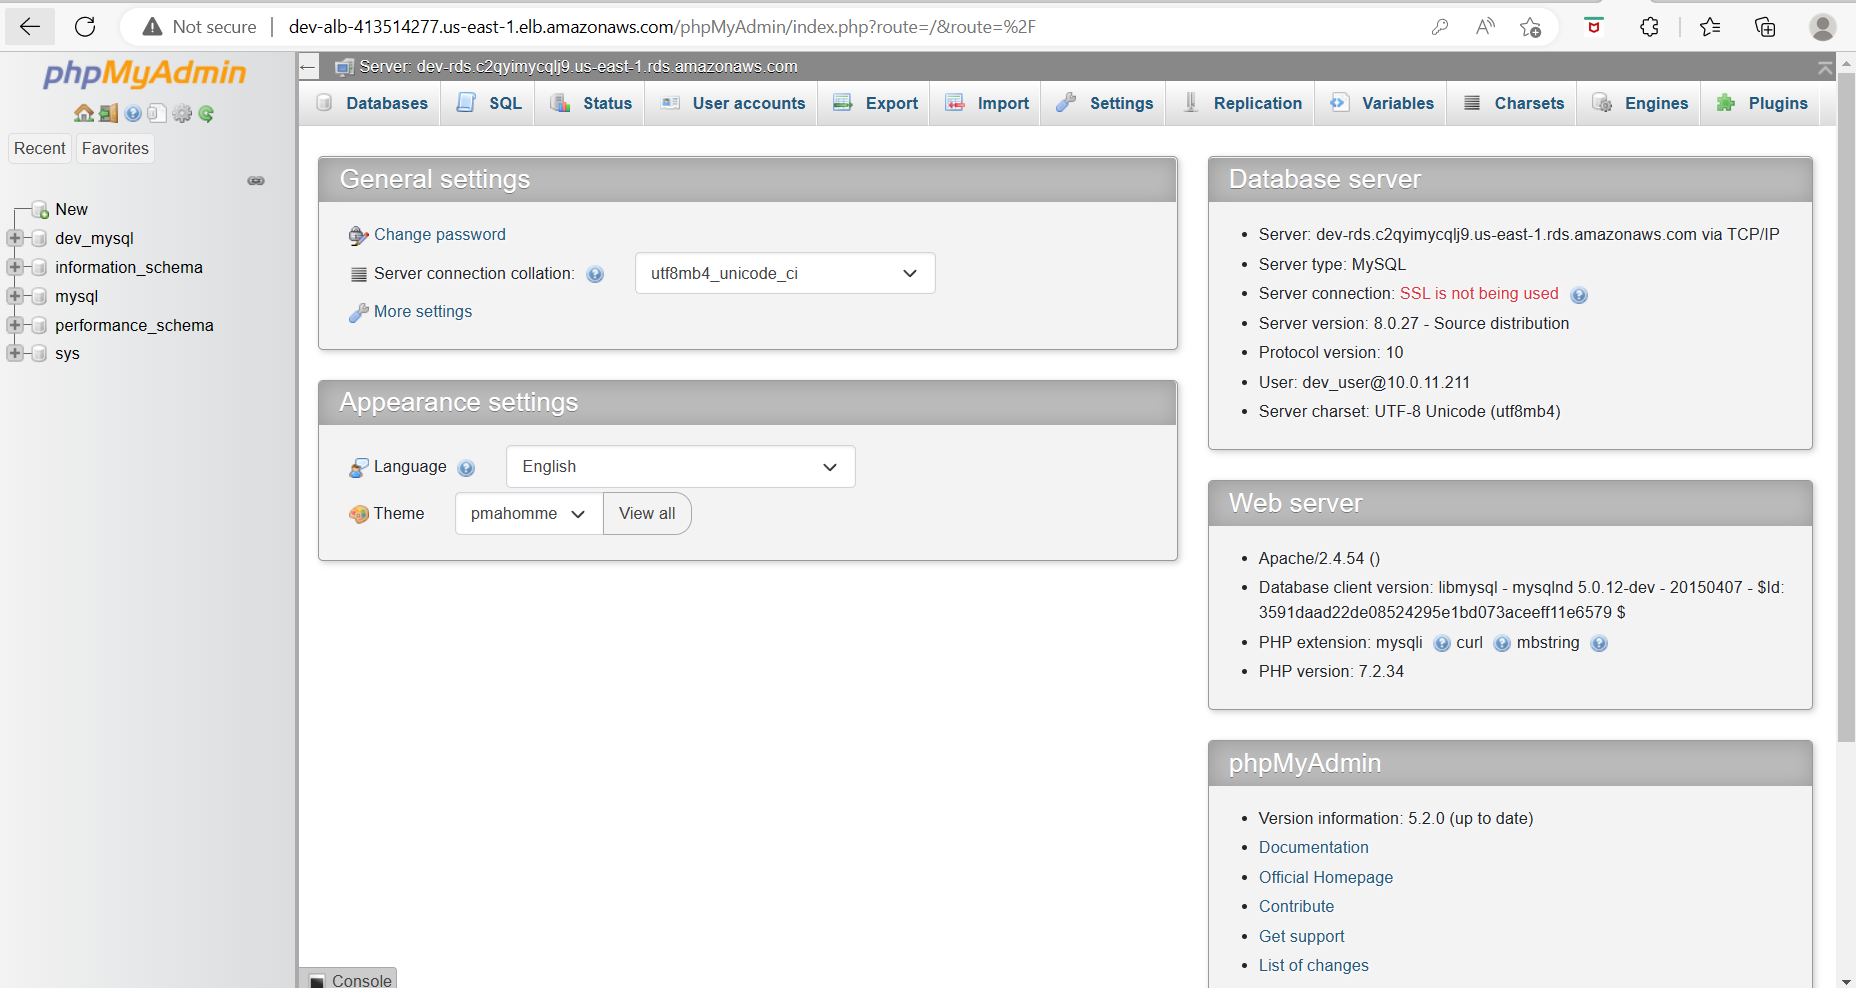 Not secure
dev-alb-413514277.us-east-1.elb.amazonaws.com/phpMyAdmin/index.php?route=/&route=%2F
phpMyAdmin
Recent
Favorites
New
dev_mysql
information_schema
mysql
performance_schema
sys
Server: dev-rds.c2qyimycqlj9.us-east-1.rds.amazonaws.com
Databases
SQL
Status
User accounts
Export
Import
Settings
Replication
Variables
Charsets
Engines
Plugins
General settings
Change password
Server connection collation:
utf8mb4_unicode_ci
More settings
Appearance settings
Language
English
Theme
pmahomme
View all
Database server
Server: dev-rds.c2qyimycqlj9.us-east-1.rds.amazonaws.com via TCP/IP
Server type: MySQL
Server connection: SSL is not being used
Server version: 8.0.27 - Source distribution
Protocol version: 10
User: dev_user@10.0.11.211
Server charset: UTF-8 Unicode (utf8mb4)
Web server
Apache/2.4.54 ()
Database client version: libmysql - mysqlnd 5.0.12-dev - 20150407 - $Id:
3591daad22de08524295e1bd073aceeff11e6579 $
PHP extension: mysqli curl mbstring
PHP version: 7.2.34
phpMyAdmin
Version information: 5.2.0 (up to date)
Documentation
Official Homepage
Contribute
Get support
List of changes
Console